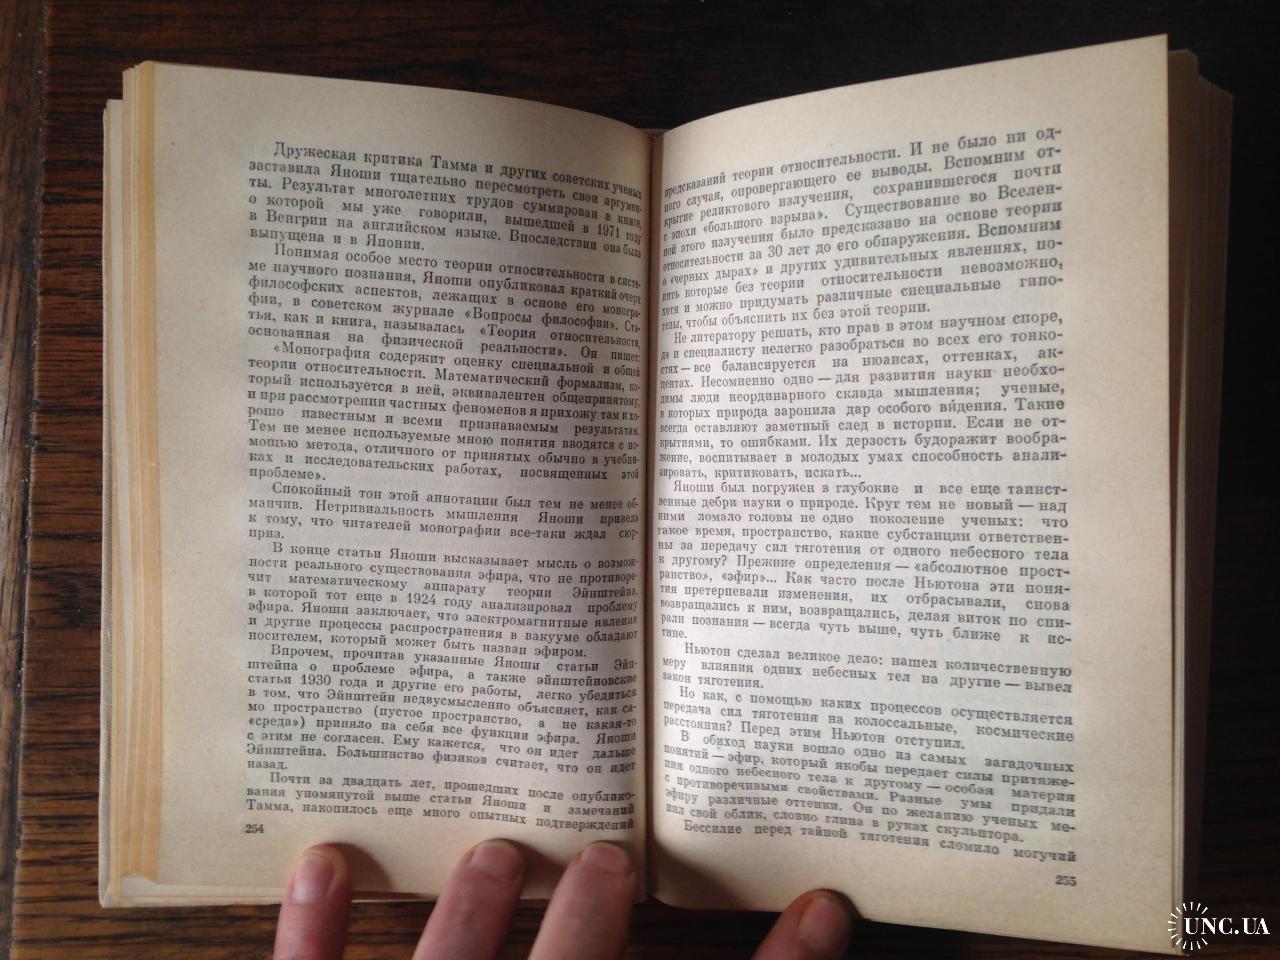 Дружеская критика Тамма и других советских ученых
заставила Яноши тщательно пересмотреть свои аргумен-
ты. Результат многолетних трудов суммирован в книге,
о которой мы уже говорили, вышедшей в 1971 году
в Венгрии на английском языке. Впоследствии она была
выпущена и в Японии.
Понимая особое место теории относительности в систе-
ме научного познания, Яноши опубликовал краткий очерк
философских аспектов, лежащих в основе его моногра-
фии, в советском журнале «Вопросы философии». Ста-
тья, как и книга, называлась «Теория относительности,
основанная на физической реальности». Он пишет:
«Монография содержит оценку специальной и общей
теории относительности. Математический формализм, ко-
торый используется в ней, эквивалентен общепринятому,
и при рассмотрении частных феноменов я прихожу там к хо-
рошо известным и всеми признаваемым результатам.
Тем не менее используемые мною понятия вводятся с по-
мощью метода, отличного от принятых обычно в учебни-
ках и исследовательских работах, посвященных этой
проблеме».
Спокойный тон этой аннотации был тем не менее об-
манчив. Нетривиальность мышления Яноши привела
к тому, что читателей монографии все-таки ждал сюр-
приз.
В конце статьи Яноши высказывает мысль о возмож-
ности реального существования эфира, что не противоре-
чит математическому аппарату теории Эйнштейна,
в которой тот еще в 1924 году анализировал проблему
эфира. Яноши заключает, что электромагнитные явления
и другие процессы распространения в вакууме обладают
носителем, который может быть назван эфиром.
Впрочем, прочитав указанные Яноши статьи Эйн-
штейна о проблеме эфира, а также эйнштейновские
статьи 1930 года и другие его работы, легко убедиться
в том, что Эйнштейн недвусмысленно объясняет, как са-
мо пространство (пустое пространство, а не какая-то
«среда») приняло на себя все функции эфира. Яноши
с этим не согласен. Ему кажется, что он идет дальше
Эйнштейна. Большинство физиков считает, что он идет
назад.
Почти за двадцать лет, прошедших после опублико-
вания упомянутой выше статьи Яноши и замечаний
Тамма, накопилось еще много опытных подтверждений
254
предсказаний теории относительности. И не было ни од-
ного случая, опровергающего ее выводы. Вспомним от-
крытие реликтового излучения, сохранившегося почти
с эпохи «большого взрыва». Существование во Вселен-
ной этого излучения было предсказано на основе теории
относительности за 30 лет до его обнаружения. Вспомним
о «черных дырах» и других удивительных явлениях, по-
нять которые без теории относительности невозможно,
хотя и можно придумать различные специальные гипо-
тезы, чтобы объяснить их без этой теории.
Не литератору решать, кто прав в этом научном споре,
да и специалисту нелегко разобраться во всех его тонко-
стях — все балансируется на нюансах, оттенках, ак-
центах. Несомненно одно — для развития науки необхо-
димы люди неординарного склада мышления; ученые,
в которых природа заронила дар особого ви́дения. Такие
всегда оставляют заметный след в истории. Если не от-
крытиями, то ошибками. Их дерзость будоражит вообра-
жение, воспитывает в молодых умах способность анали-
зировать, критиковать, искать...
Яноши был погружен в глубокие и все еще таинст-
венные дебри науки о природе. Круг тем не новый — над
ними ломало головы не одно поколение ученых: что
такое время, пространство, какие субстанции ответствен-
ны за передачу сил тяготения от одного небесного тела
к другому? Прежние определения — «абсолютное прост-
ранство», «эфир»... Как часто после Ньютона эти поня-
тия претерпевали изменения, их отбрасывали, снова
возвращались к ним, возвращались, делая виток по спи-
рали познания — всегда чуть выше, чуть ближе к ис-
тине.
Ньютон сделал великое дело: нашел количественную
меру влияния одних небесных тел на другие — вывел
закон тяготения.
Но как, с помощью каких процессов осуществляется
передача сил тяготения на колоссальные, космические
расстояния? Перед этим Ньютон отступил.
В обиход науки вошло одно из самых загадочных
понятий — эфир, который якобы передает силы притяже-
ния одного небесного тела к другому — особая материя
с противоречивыми свойствами. Разные умы придали
эфиру различные оттенки. Он по желанию ученых ме-
нял свой облик, словно глина в руках скульптора.
Бессилие перед тайной тяготения сломило могучий
255
UNC.UA